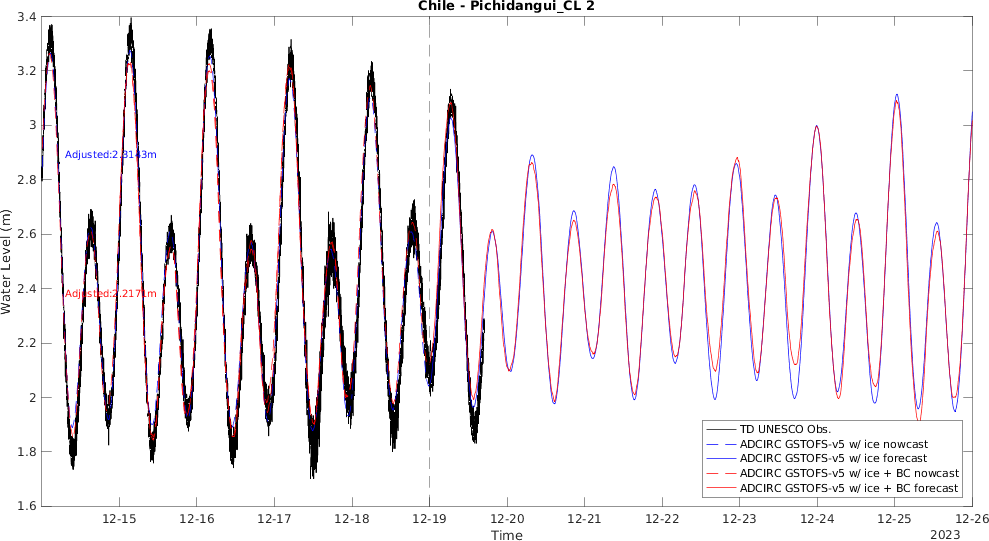 Chile - Pichidangui_CL 2
Water Level (m)
3.4
3.2
3
2.8
2.6
2.4
2.2
2
1.8
1.6
Adjusted:2.3143m
Adjusted:2.2171m
TD UNESCO Obs.
ADCIRC GSTOFS-v5 w/ ice nowcast
ADCIRC GSTOFS-v5 w/ ice forecast
ADCIRC GSTOFS-v5 w/ ice + BC nowcast
ADCIRC GSTOFS-v5 w/ ice + BC forecast
12-15 12-16 12-17 12-18 12-19 12-20 12-21 12-22 12-23 12-24 12-25 12-26
Time
2023